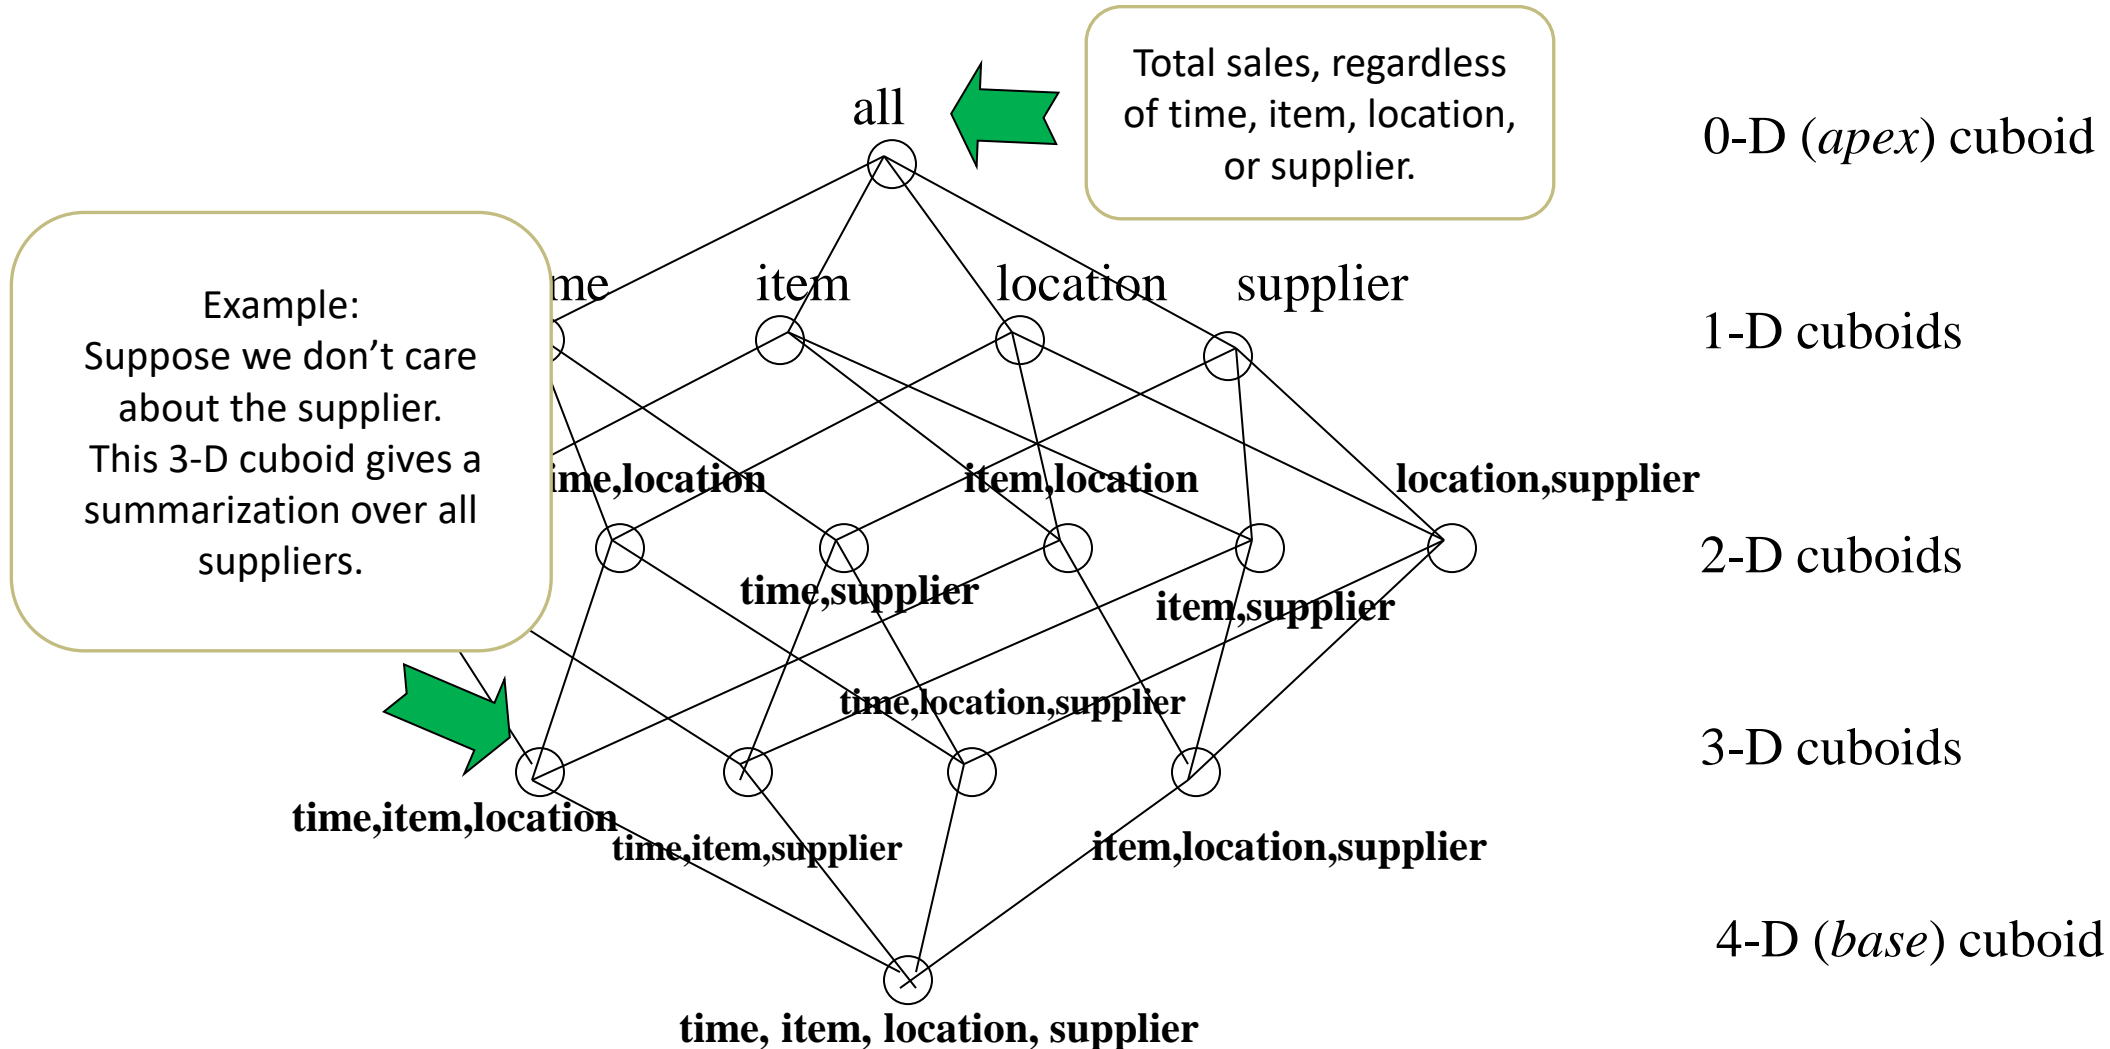 Total sales, regardless
of time, item, location,
or supplier.
all
0-D (apex) cuboid
Example:
Suppose we don’t care
about the supplier.
This 3-D cuboid gives a
summarization over all
suppliers.
me
item
location
supplier
1-D cuboids
ime,location
item,location
location,supplier
2-D cuboids
time,supplier
item,supplier
time,location,supplier
3-D cuboids
time,item,location
time,item,supplier
item,location,supplier
4-D (base) cuboid
time, item, location, supplier